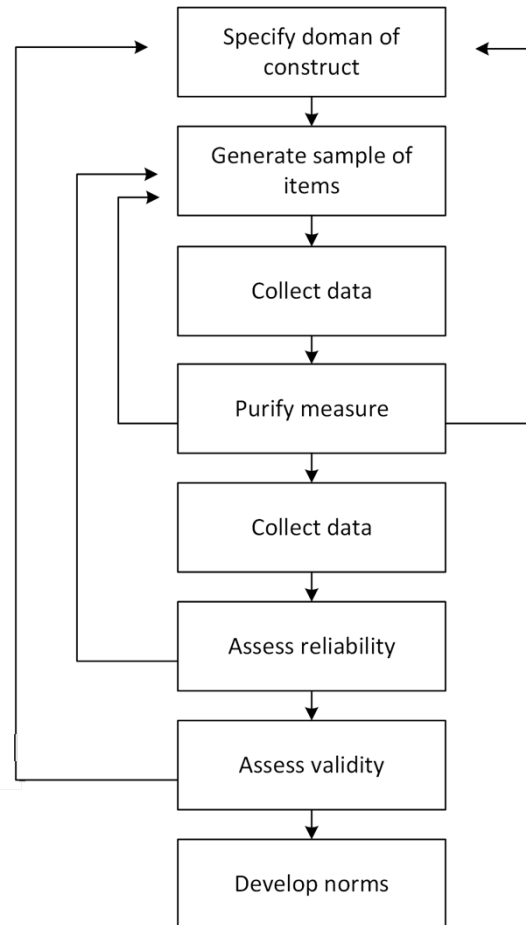 Specify doman of
construct
Generate sample of
items
Collect data
Purify measure
Collect data
Assess reliability
Assess validity
Develop norms